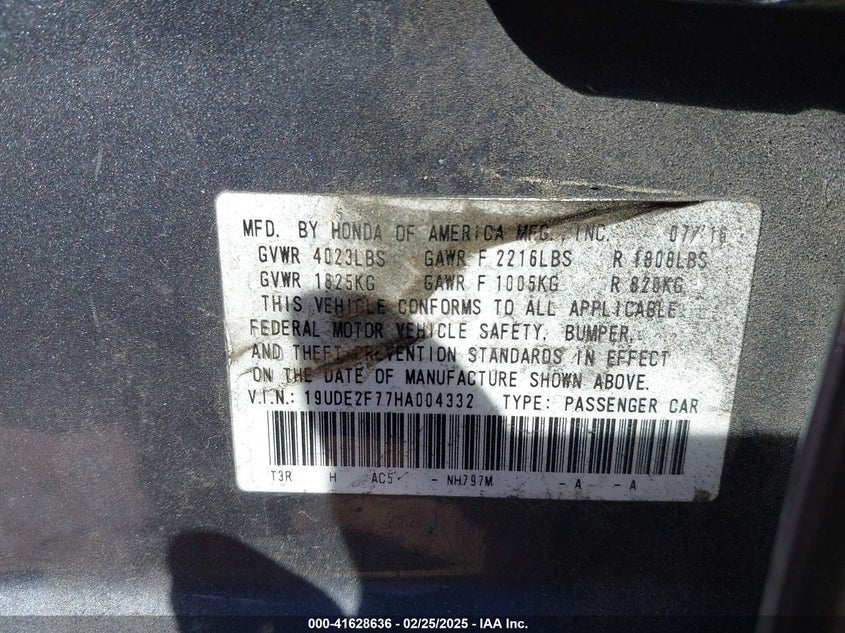 MFD. BY HONDA OF AMERICA MFG., INC. 07/16
GVWR 4023LBS GAWR F 2216LBS R 1808LBS
GVWR 1825KG GAWR F 1005KG R 820KG
THIS VEHICLE CONFORMS TO ALL APPLICABLE
FEDERAL MOTOR VEHICLE SAFETY, BUMPER,
AND THEFT PREVENTION STANDARDS IN EFFECT
ON THE DATE OF MANUFACTURE SHOWN ABOVE.
V.I.N.: 19UDE2F77HA004332 TYPE: PASSENGER CAR
T3R H AC5 - NH797M - A - A
000-41628636 - 02/25/2025 - IAA Inc.